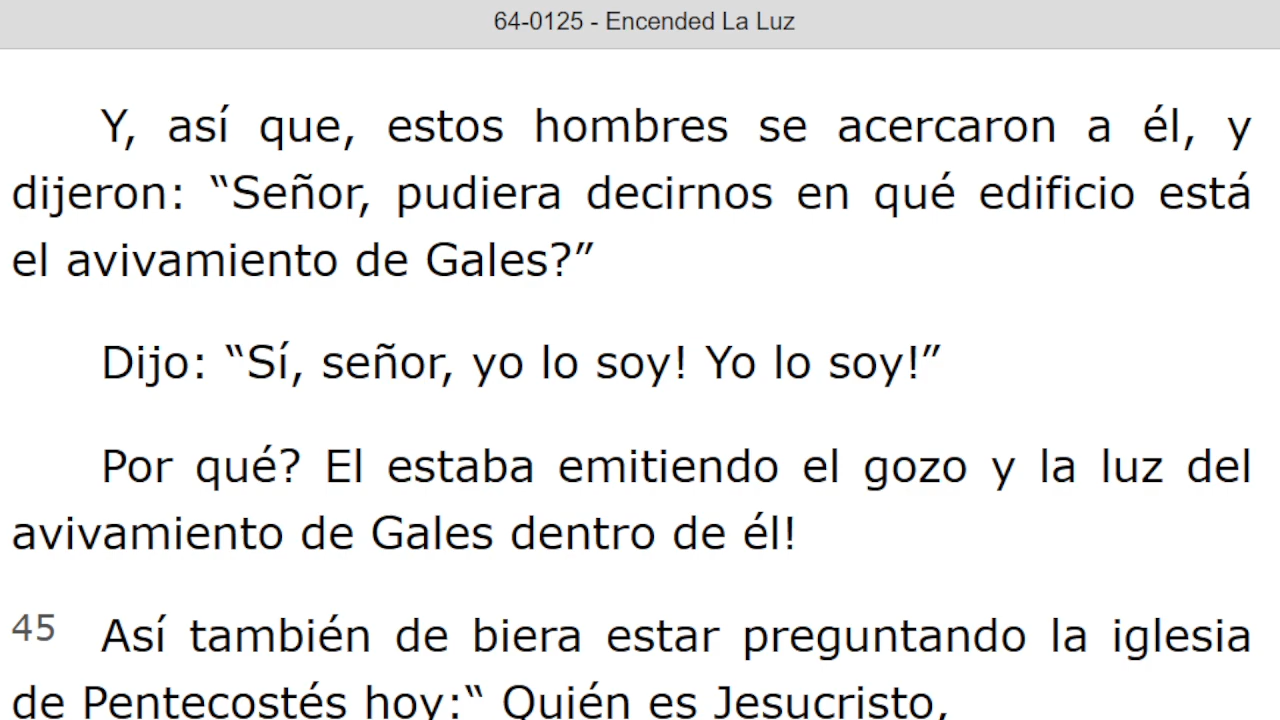 64-0125 - Encended La Luz
Y, así que, estos hombres se acercaron a él, y
dijeron: “Señor, pudiera decirnos en qué edificio está
el avivamiento de Gales?”
Dijo: “Sí, señor, yo lo soy! Yo lo soy!”
Por qué? El estaba emitiendo el gozo y la luz del
avivamiento de Gales dentro de él!
45 Así también de biera estar preguntando la iglesia
de Pentecostés hoy:“ Quién es Jesucristo,